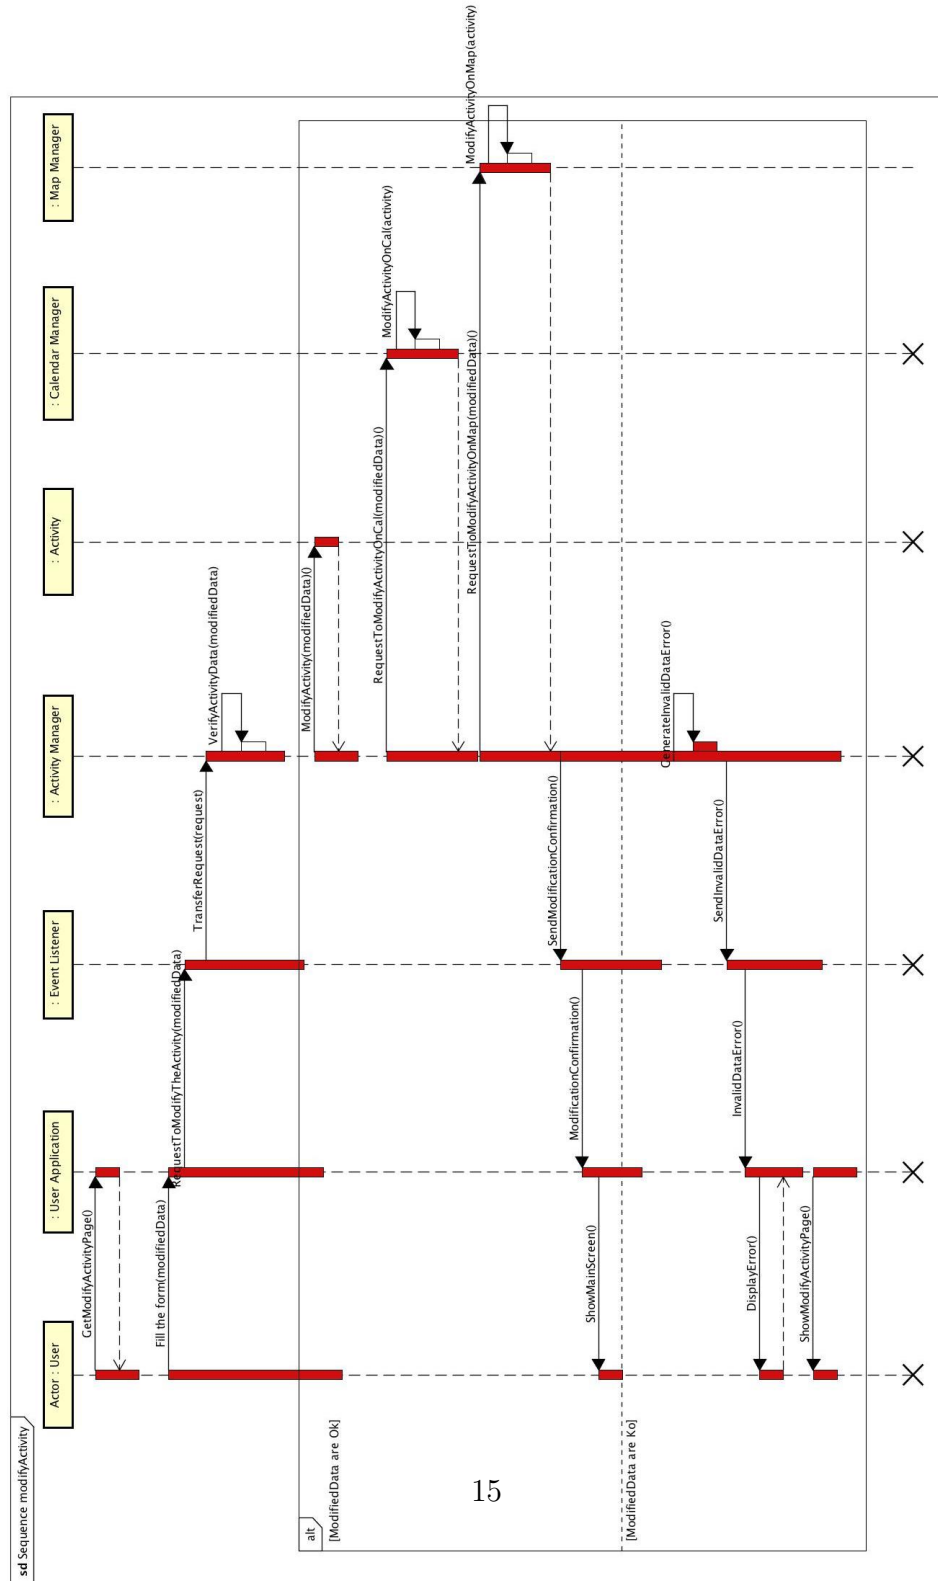 sd Sequence modifyActivity
Actor : User
: User Application
: Event Listener
: Activity Manager
: Activity
: Calendar Manager
: Map Manager
GetModifyActivityPage()
Fill the form(modifiedData)
RequestToModifyTheActivity(modifiedData)
TransferRequest(request)
VerifyActivityData(modifiedData)
alt
[ModifiedData are Ok]
ModifyActivity(modifiedData)()
RequestToModifyActivityOnCal(modifiedData)()
ModifyActivityOnCal(activity)
RequestToModifyActivityOnMap(modifiedData)()
ModifyActivityOnMap(activity)
SendModificationConfirmation()
ModificationConfirmation()
ShowMainScreen()
[ModifiedData are Ko]
GenerateInvalidDataError()
SendInvalidDataError()
InvalidDataError()
DisplayError()
ShowModifyActivityPage()
15